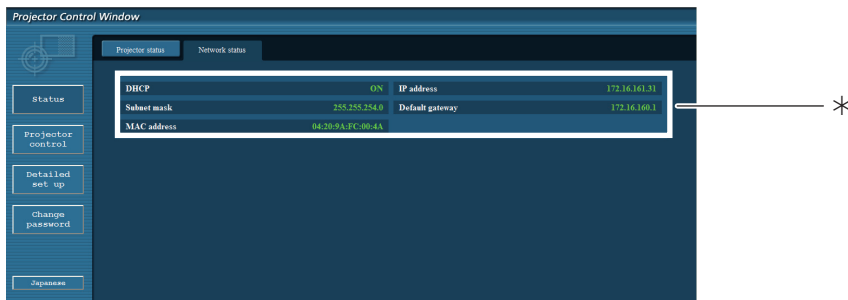 Projector Control Window
Projector status
Network status
DHCP ON IP address 172.16.161.31
Subnet mask 255.255.254.0 Default gateway 172.16.160.1
MAC address 04:20:9A:FC:00:4A
Status
Projector
control
Detailed
set up
Change
password
Japanese
*